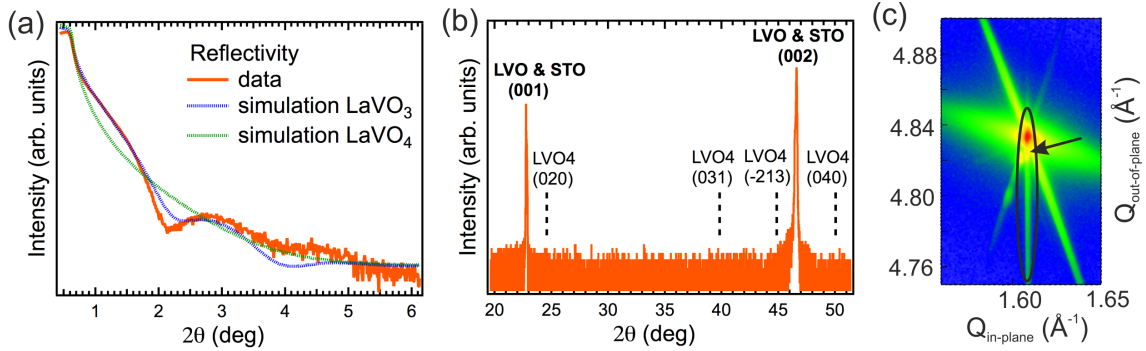 (a)
Intensity (arb. units)
Reflectivity
data
simulation LaVO₃
simulation LaVO₄
1 2 3 4 5 6
2θ (deg)
(b)
Intensity (arb. units)
LVO & STO
(001)
LVO & STO
(002)
LVO4
(020)
LVO4
(031)
LVO4
(-213)
LVO4
(040)
20 25 30 35 40 45 50
2θ (deg)
(c)
4.88
4.84
4.80
4.76
Q out-of-plane (Å⁻¹)
1.60 1.65
Q in-plane (Å⁻¹)